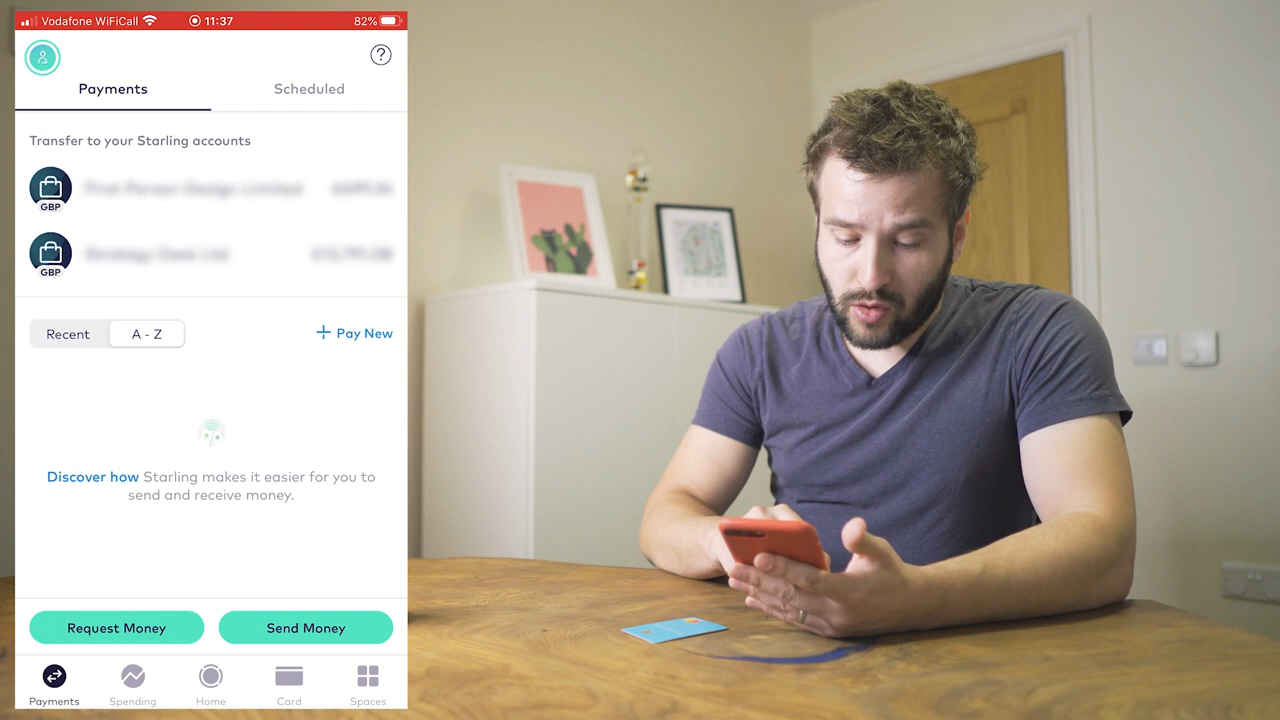 Vodafone WiFiCall 11:37 82%
?
Payments Scheduled
Transfer to your Starling accounts
GBP
GBP
Recent A - Z + Pay New
Discover how Starling makes it easier for you to
send and receive money.
Request Money Send Money
Payments Spending Home Card Spaces